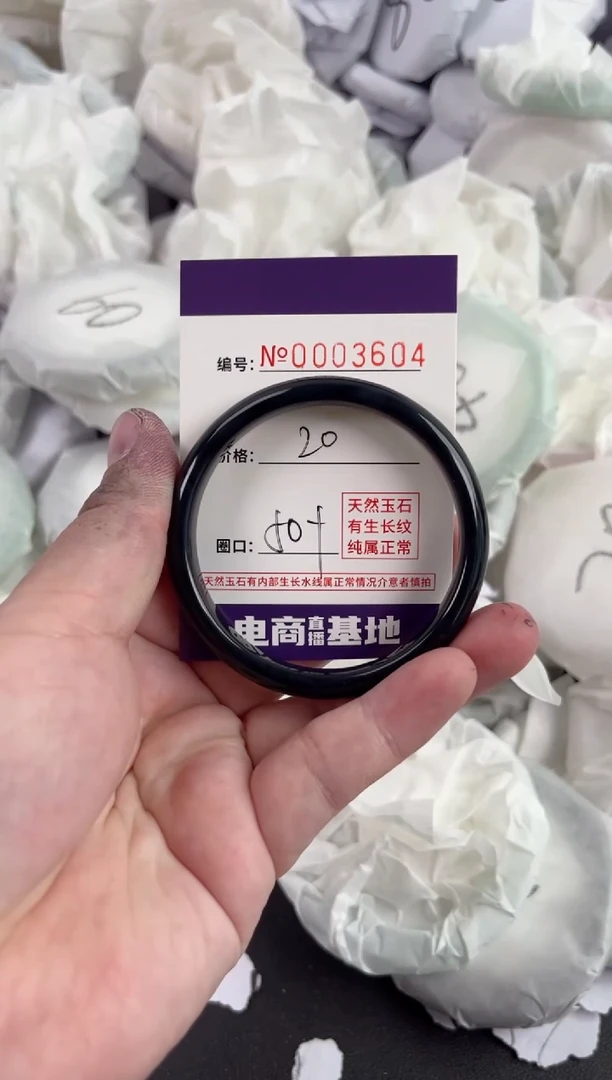 编号: №0003604
价格: 20
天然玉石
有生长纹
纯属正常
圈口:
天然玉石有内部生长水线属正常情况介意者慎拍
电商直播基地